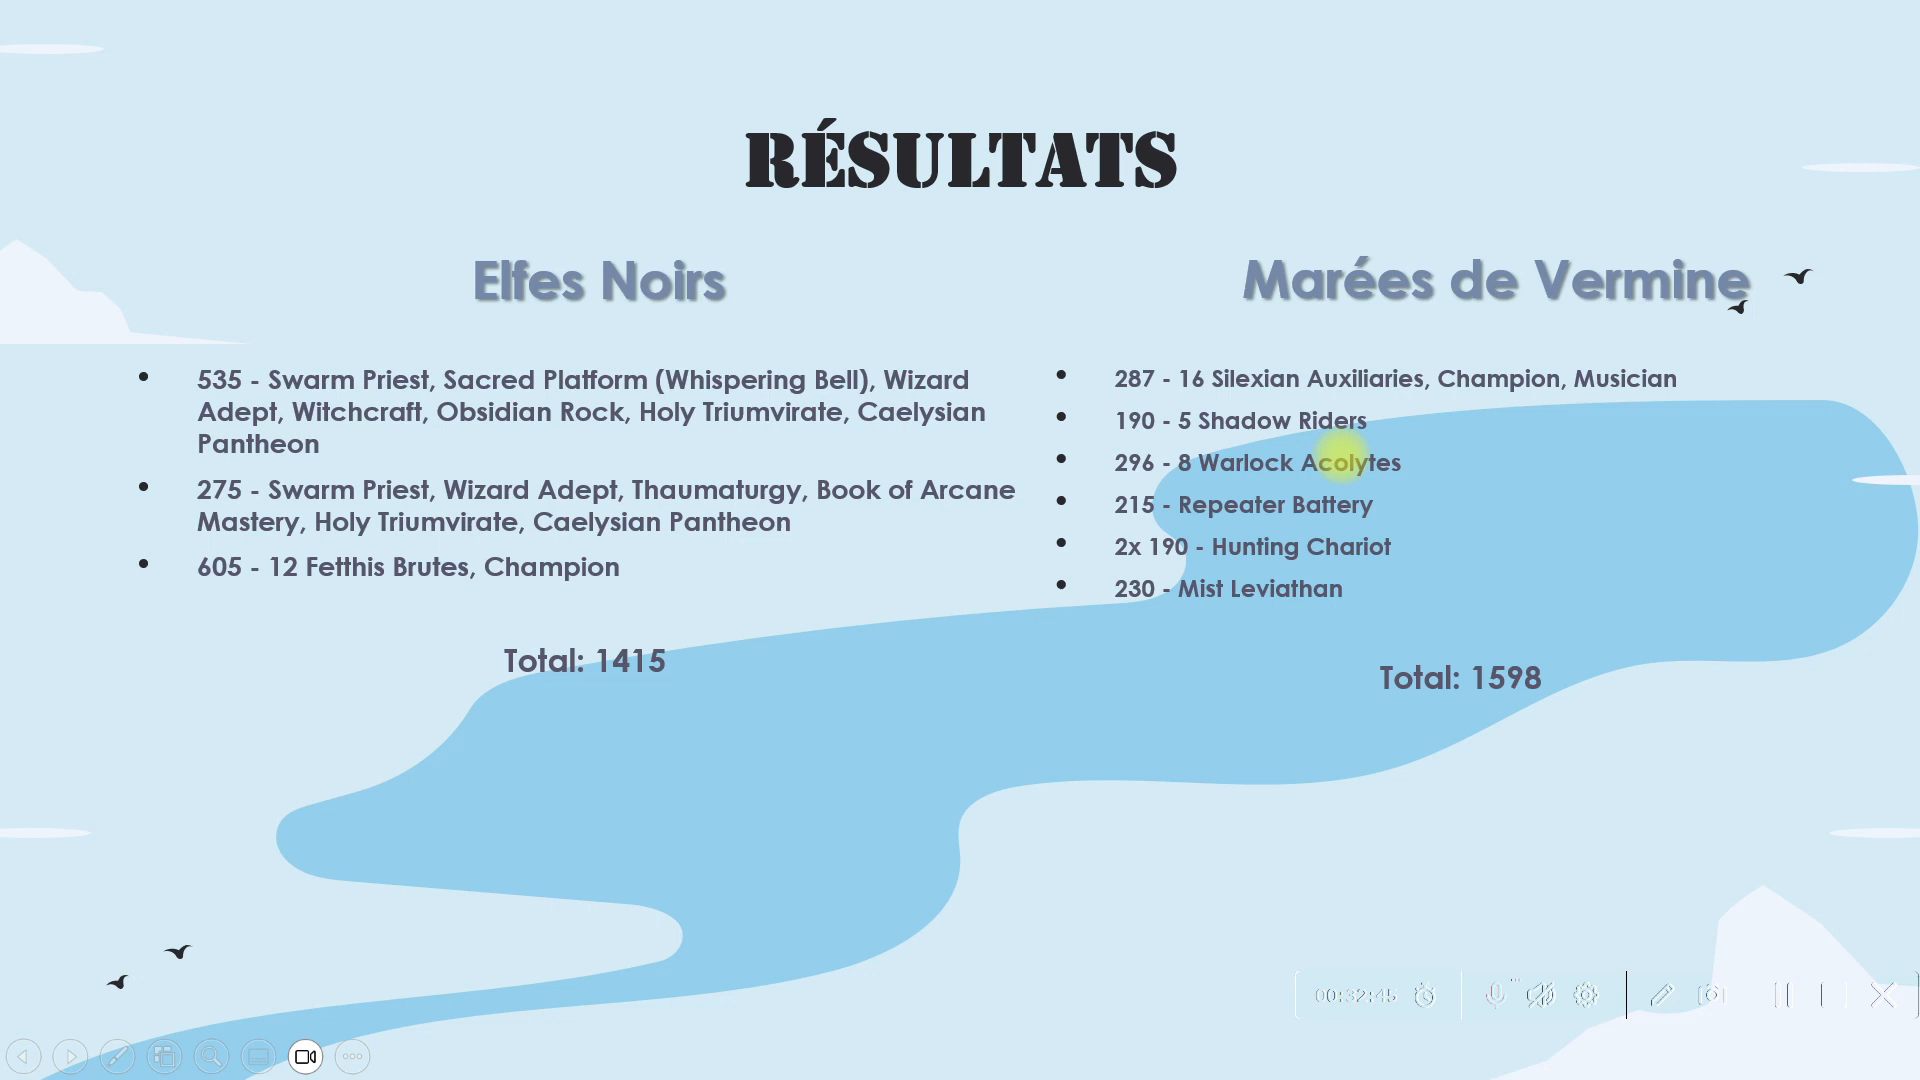 RÉSULTATS
Elfes Noirs
• 535 - Swarm Priest, Sacred Platform (Whispering Bell), Wizard
Adept, Witchcraft, Obsidian Rock, Holy Triumvirate, Caelysian
Pantheon
• 275 - Swarm Priest, Wizard Adept, Thaumaturgy, Book of Arcane
Mastery, Holy Triumvirate, Caelysian Pantheon
• 605 - 12 Fetthis Brutes, Champion
Total: 1415
Marées de Vermine
• 287 - 16 Silexian Auxiliaries, Champion, Musician
• 190 - 5 Shadow Riders
• 296 - 8 Warlock Acolytes
• 215 - Repeater Battery
• 2x 190 - Hunting Chariot
• 230 - Mist Leviathan
Total: 1598
00:32:45